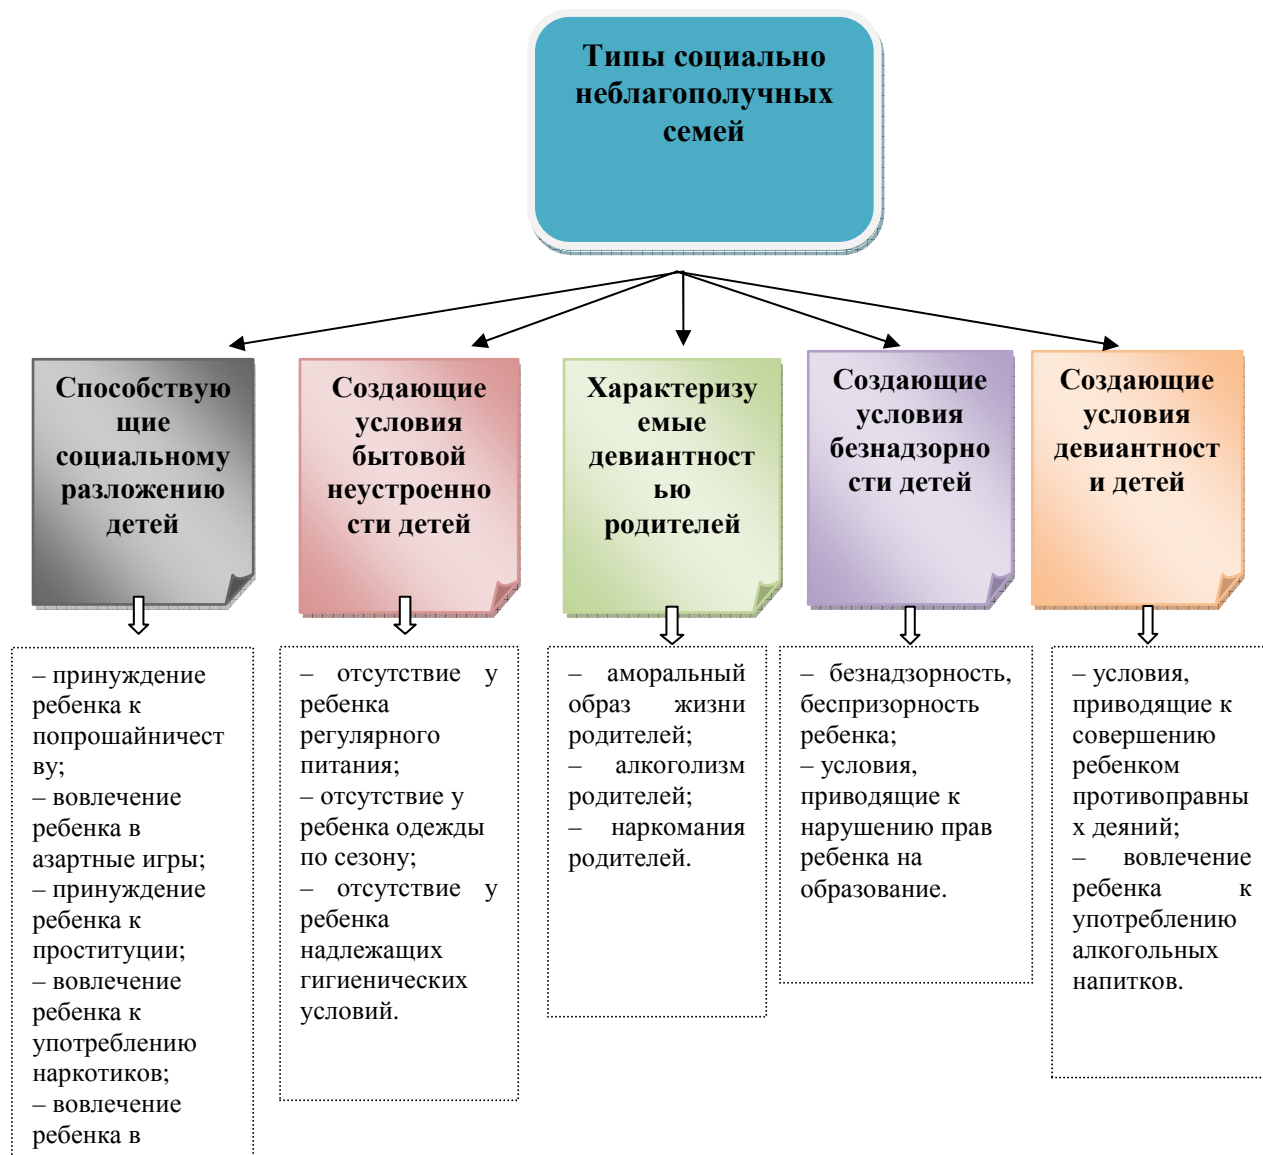 Типы социально
неблагополучных
семей
Способствую
щие
социальному
разложению
детей
Создающие
условия
бытовой
неустроенно
сти детей
Характеризу
емые
девиантност
ью
родителей
Создающие
условия
безнадзорно
сти детей
Создающие
условия
девиантност
и детей
– принуждение
ребенка к
попрошайничест
ву;
– вовлечение
ребенка в
азартные игры;
– принуждение
ребенка к
проституции;
– вовлечение
ребенка к
употреблению
наркотиков;
– вовлечение
ребенка в
– отсутствие у
ребенка
регулярного
питания;
– отсутствие у
ребенка одежды
по сезону;
– отсутствие у
ребенка
надлежащих
гигиенических
условий.
– аморальный
образ жизни
родителей;
– алкоголизм
родителей;
– наркомания
родителей.
– безнадзорность,
беспризорность
ребенка;
– условия,
приводящие к
нарушению прав
ребенка на
образование.
– условия,
приводящие к
совершению
ребенком
противоправны
х деяний;
– вовлечение
ребенка к
употреблению
алкогольных
напитков.